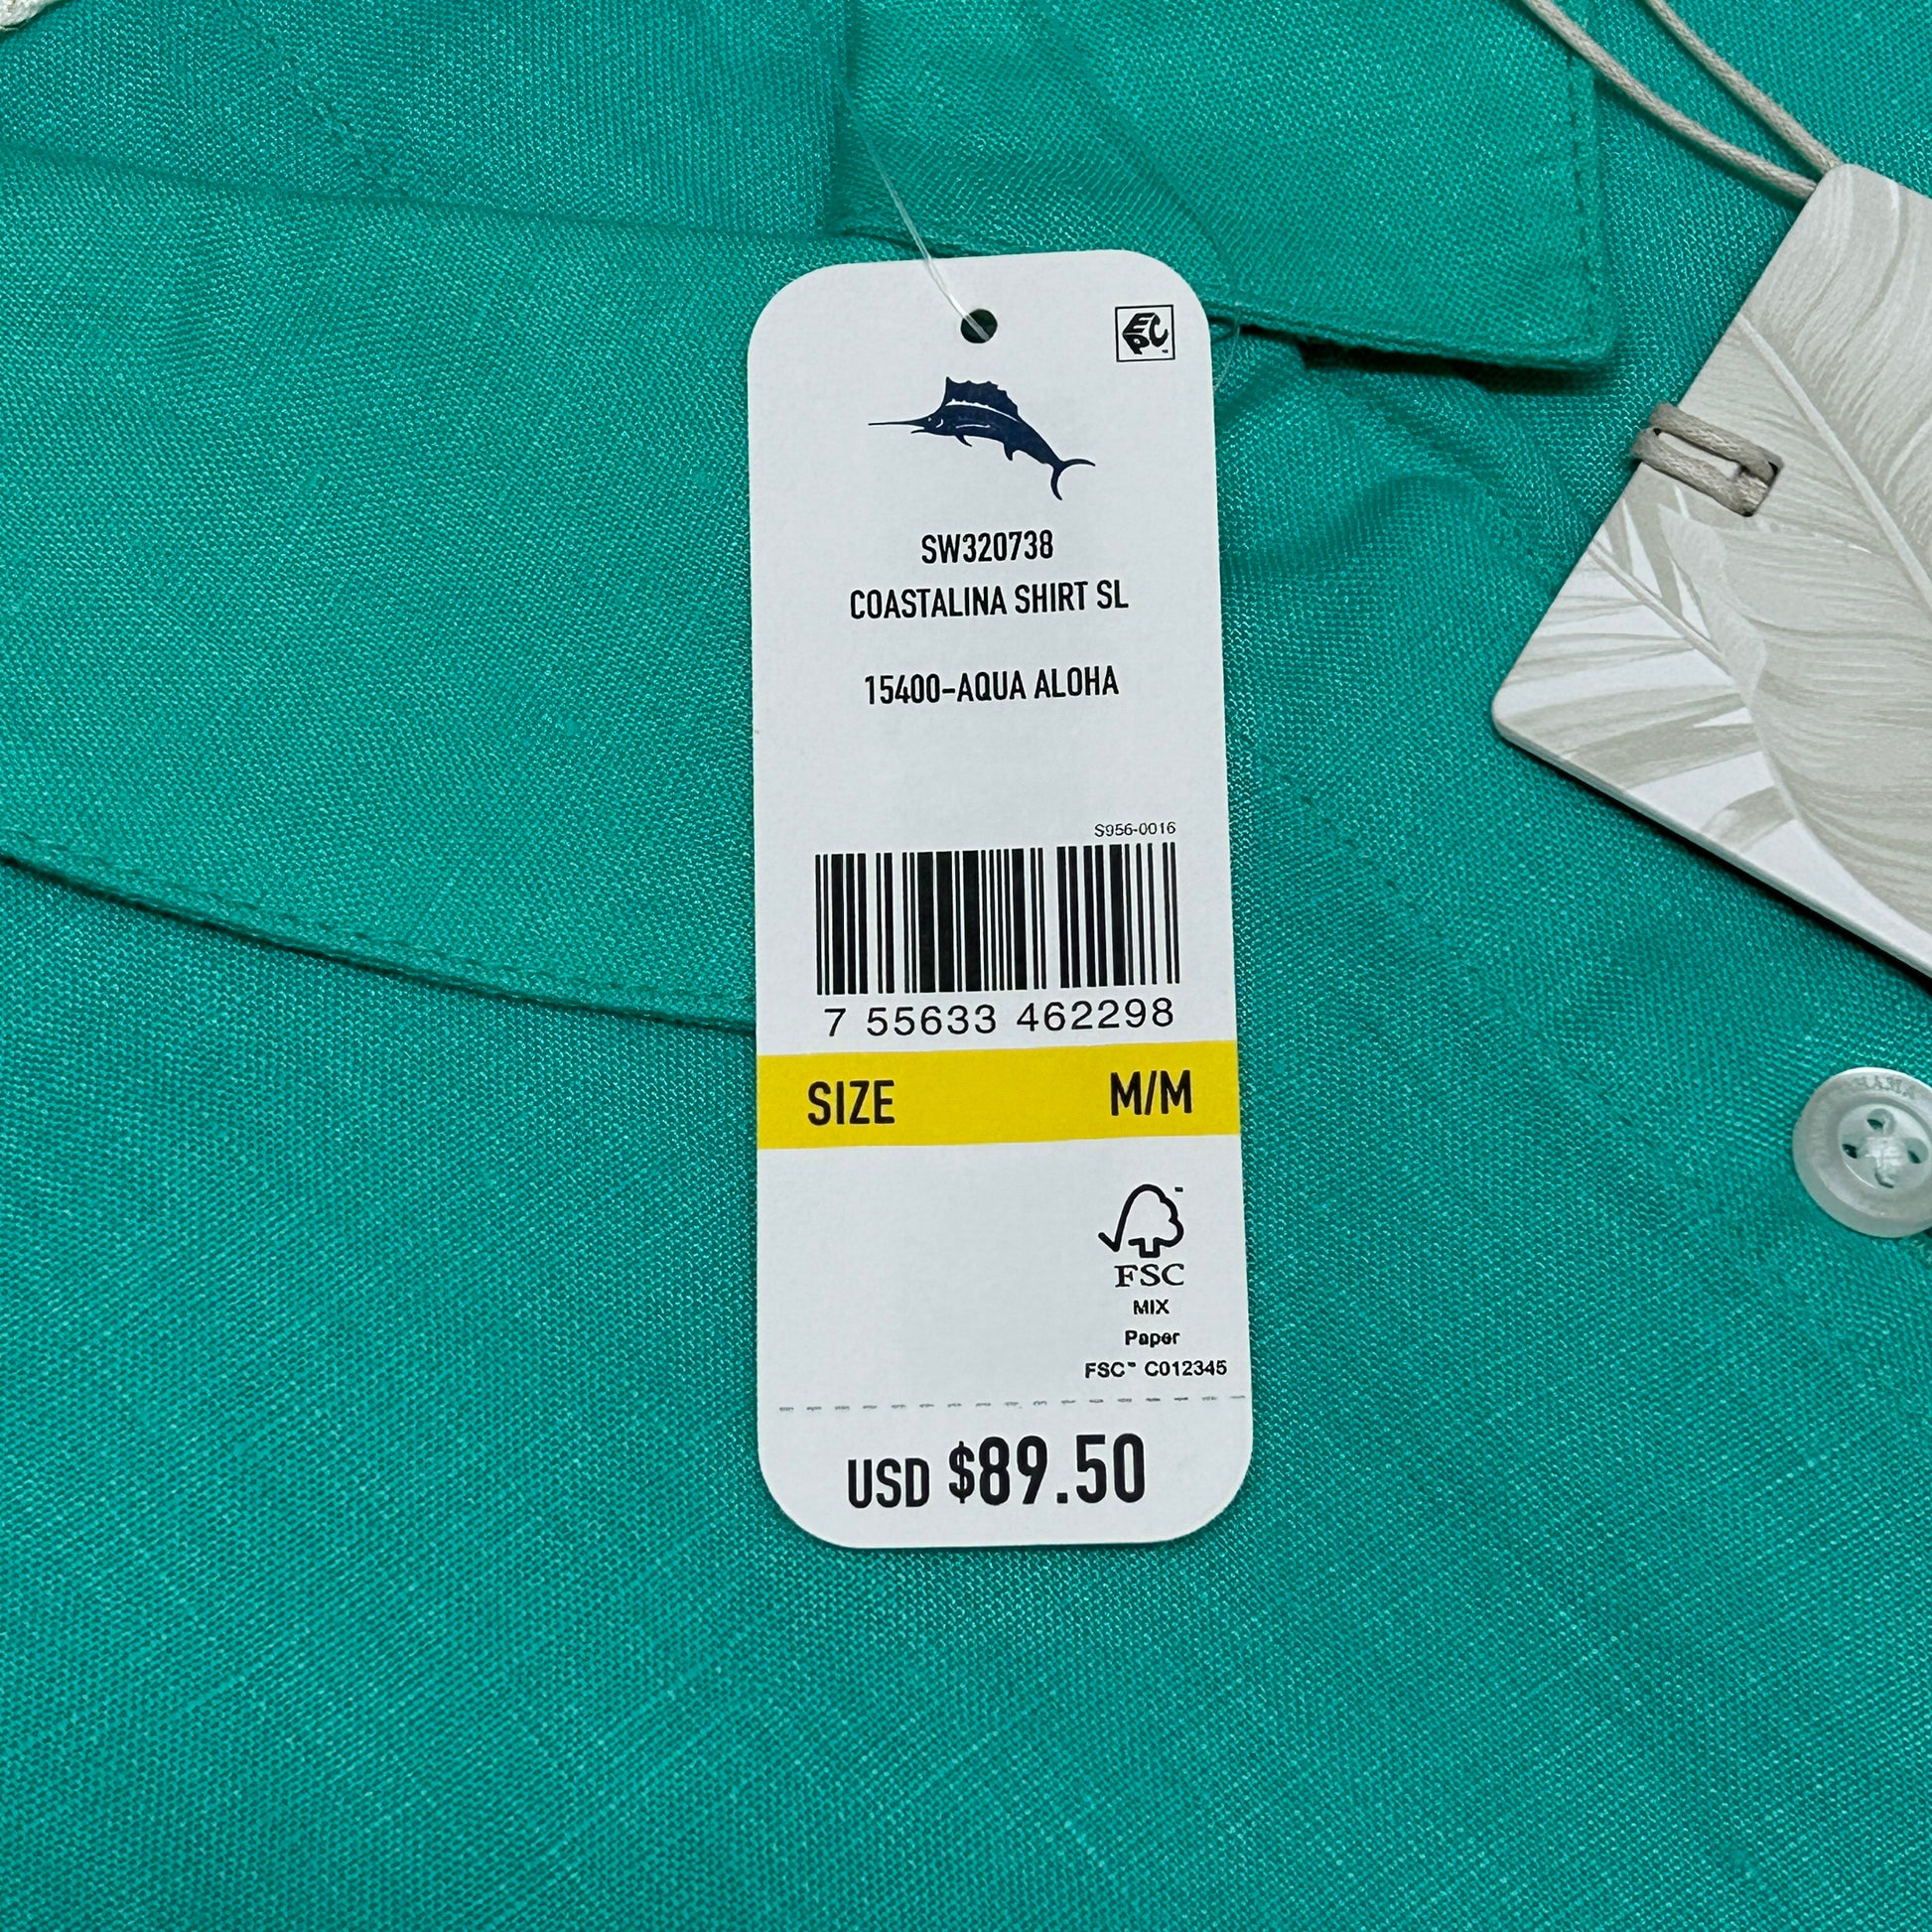 EPC
SW320738
COASTALINA SHIRT SL
15400-AQUA ALOHA
S956-0016
7 55633 462298
SIZE M/M
FSC
MIX
Paper
FSC™ C012345
USD $89.50